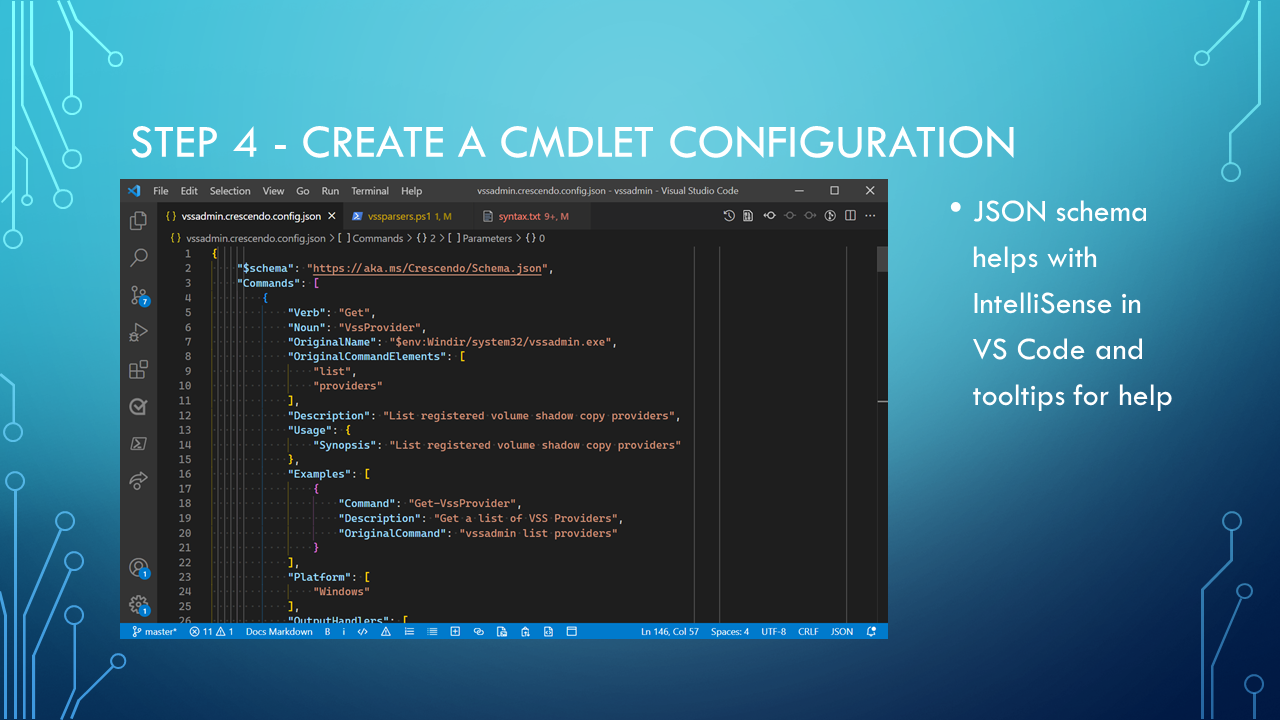 STEP 4 - CREATE A CMDLET CONFIGURATION
File Edit Selection View Go Run Terminal Help vssadmin.crescendo.config.json - vssadmin - Visual Studio Code
{ } vssadmin.crescendo.config.json vssparsers.ps1 1, M syntax.txt 9+, M
{ } vssadmin.crescendo.config.json > [ ] Commands > { } 2 > [ ] Parameters > { } 0
1 {
2 "$schema": "https://aka.ms/Crescendo/Schema.json",
3 "Commands": [
4 {
5 "Verb": "Get",
6 "Noun": "VssProvider",
7 "OriginalName": "$env:Windir/system32/vssadmin.exe",
8 "OriginalCommandElements": [
9 "list",
10 "providers"
11 ],
12 "Description": "List registered volume shadow copy providers",
13 "Usage": {
14 "Synopsis": "List registered volume shadow copy providers"
15 },
16 "Examples": [
17 {
18 "Command": "Get-VssProvider",
19 "Description": "Get a list of VSS Providers",
20 "OriginalCommand": "vssadmin list providers"
21 }
22 ],
23 "Platform": [
24 "Windows"
25 ],
26 "OutputHandlers": [
7
1
1
master* 11 1 Docs Markdown B i Ln 146, Col 57 Spaces: 4 UTF-8 CRLF JSON
• JSON schema
helps with
IntelliSense in
VS Code and
tooltips for help